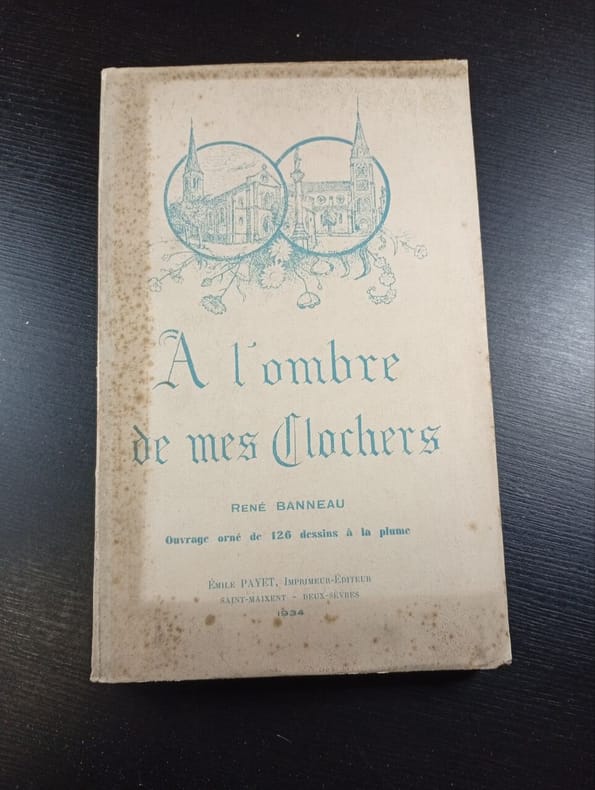 A l'ombre
de mes Clochers
RENÉ BANNEAU
Ouvrage orné de 126 dessins à la plume
ÉMILE PAYET, IMPRIMEUR-ÉDITEUR
SAINT-MAIXENT - DEUX-SÈVRES
1934